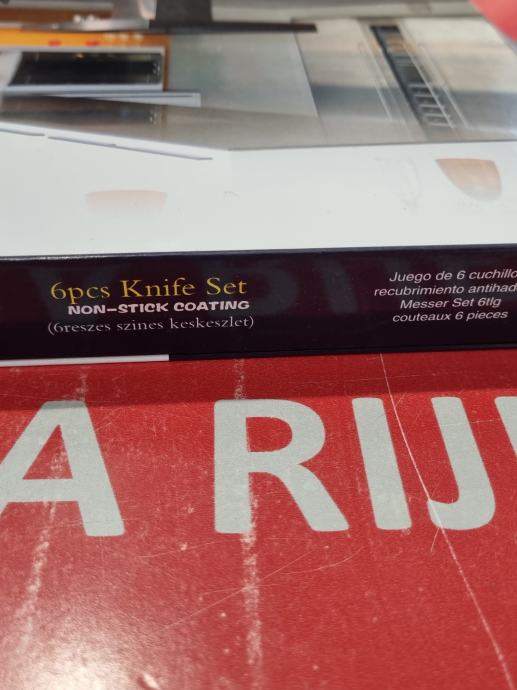 6pcs Knife Set
NON-STICK COATING
(6reszes szines keskeszlet)
Juego de 6 cuchillo
recubrimiento antihad
Messer Set 6tlg
couteaux 6 pieces
A RIJ